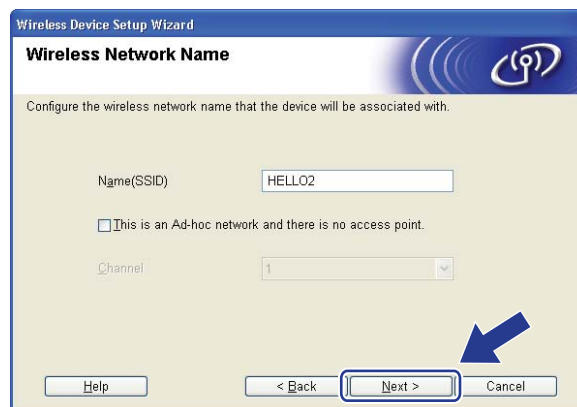 Wireless Device Setup Wizard
Wireless Network Name
Configure the wireless network name that the device will be associated with.
Name(SSID) HELLO2
This is an Ad-hoc network and there is no access point.
Channel 1
Help < Back Next > Cancel